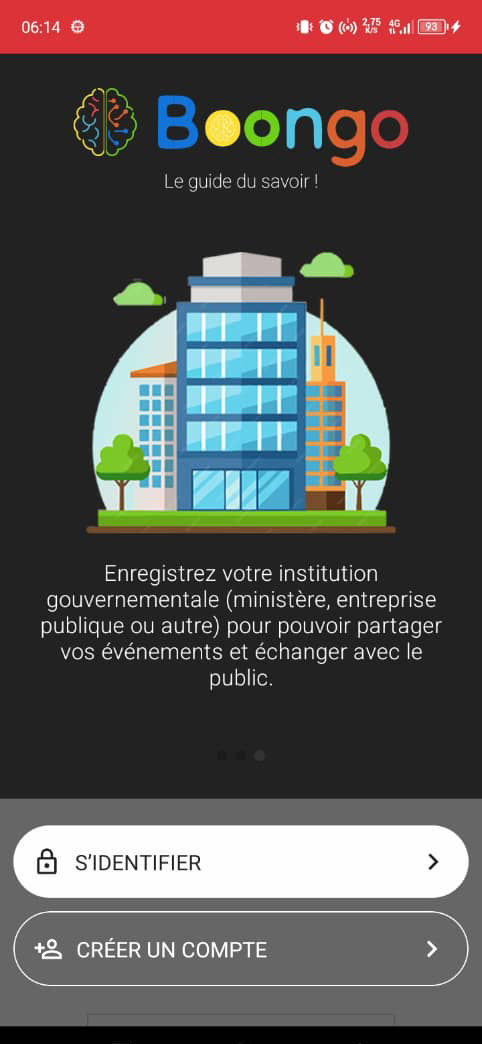 06:14
2,75
K/S
4G
93
Boongo
Le guide du savoir !
Enregistrez votre institution
gouvernementale (ministère, entreprise
publique ou autre) pour pouvoir partager
vos événements et échanger avec le
public.
S’IDENTIFIER
CRÉER UN COMPTE